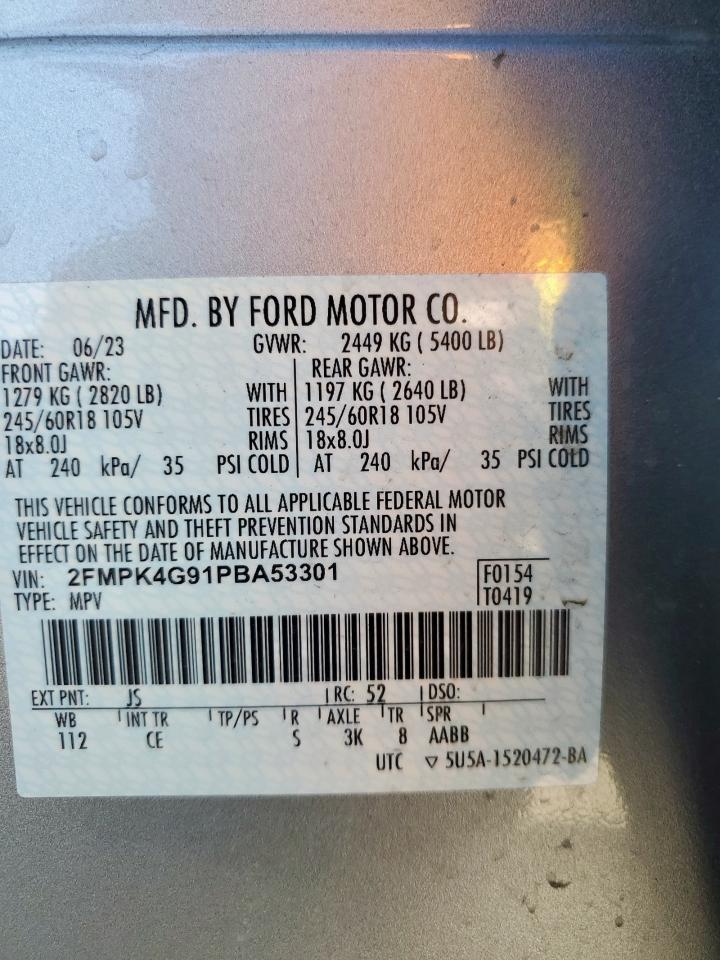 MFD. BY FORD MOTOR CO.
DATE: 06/23 GVWR: 2449 KG ( 5400 LB)
FRONT GAWR: REAR GAWR:
1279 KG ( 2820 LB) WITH 1197 KG ( 2640 LB) WITH
245/60R18 105V TIRES 245/60R18 105V TIRES
18x8.0J RIMS 18x8.0J RIMS
AT 240 kPa/ 35 PSI COLD AT 240 kPa/ 35 PSI COLD
THIS VEHICLE CONFORMS TO ALL APPLICABLE FEDERAL MOTOR
VEHICLE SAFETY AND THEFT PREVENTION STANDARDS IN
EFFECT ON THE DATE OF MANUFACTURE SHOWN ABOVE.
VIN: 2FMPK4G91PBA53301 F0154
TYPE: MPV T0419
EXT PNT: JS RC: 52 DSO:
WB INT TR TP/PS R AXLE TR SPR
112 CE S 3K 8 AABB
UTC ▽ 5U5A-1520472-BA